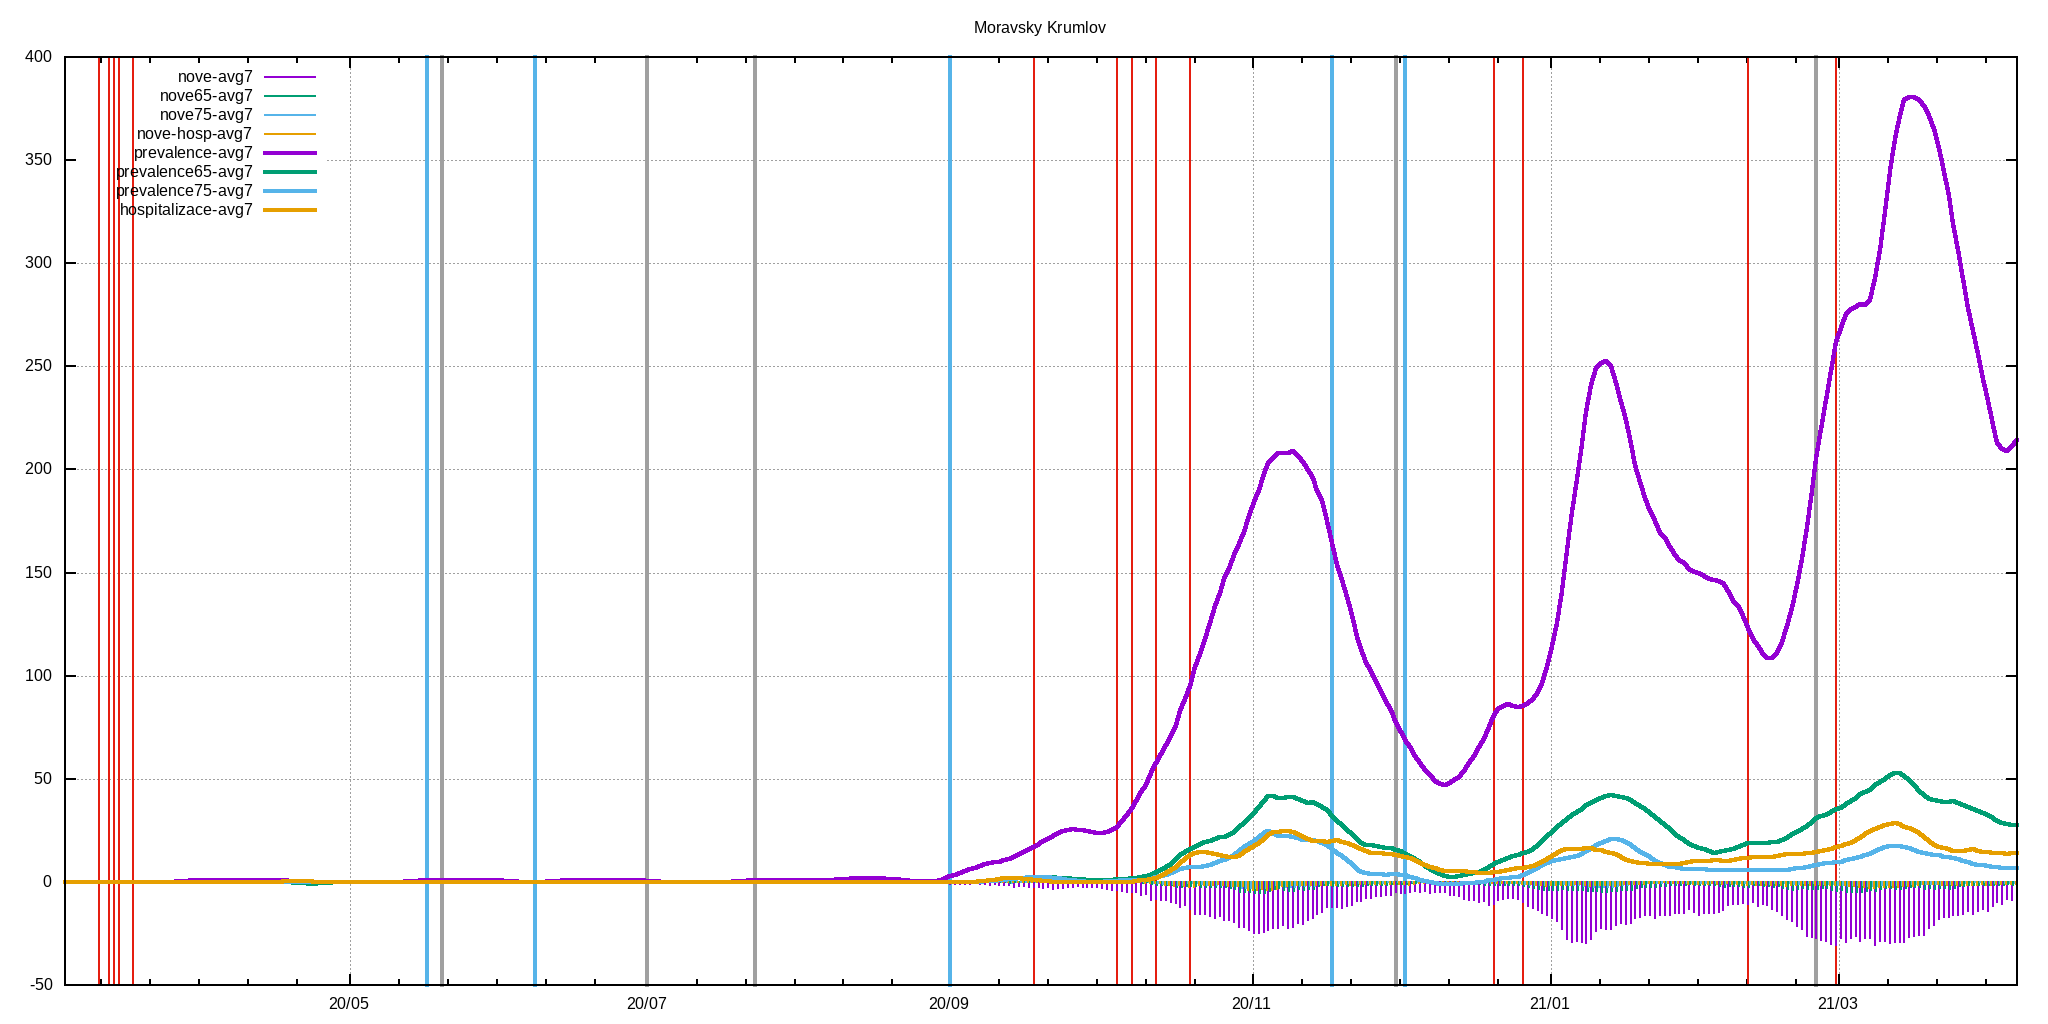 Moravsky Krumlov
400
350
300
250
200
150
100
50
0
-50
nove-avg7
nove65-avg7
nove75-avg7
nove-hosp-avg7
prevalence-avg7
prevalence65-avg7
prevalence75-avg7
hospitalizace-avg7
20/05 20/07 20/09 20/11 21/01 21/03